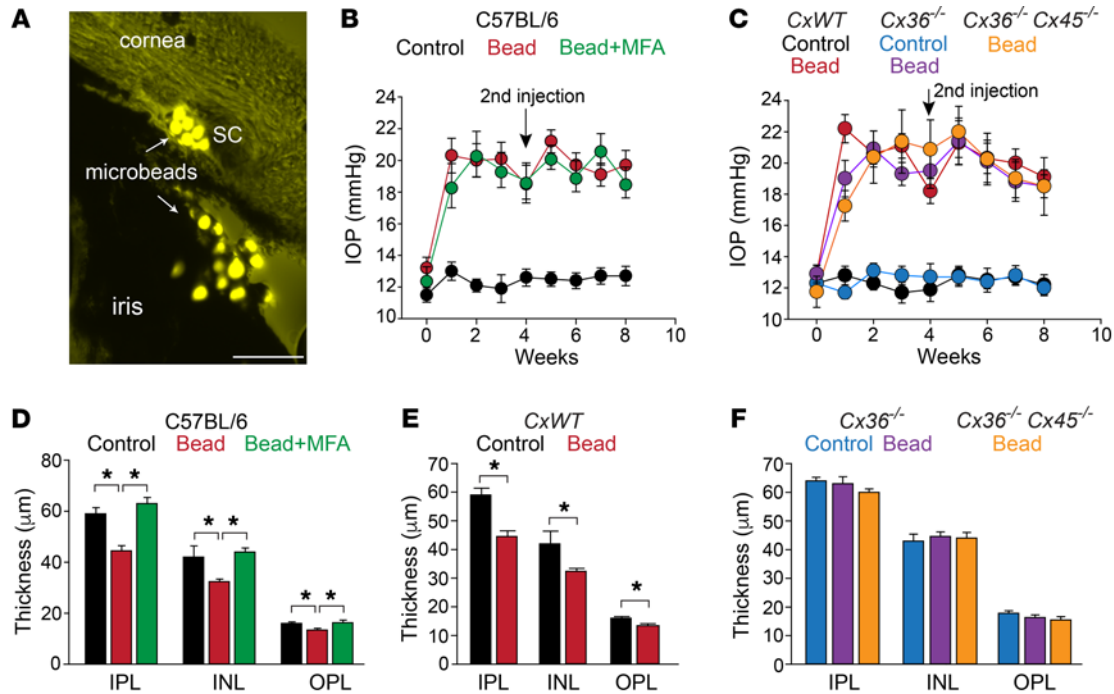 A
cornea
SC
microbeads
iris
B
C57BL/6
Control Bead Bead+MFA
2nd injection
IOP (mmHg)
24
22
20
18
16
14
12
10
0 2 4 6 8 10
Weeks
C
CxWT Cx36-/- Cx36-/- Cx45-/-
Control Control Bead
Bead Bead
2nd injection
IOP (mmHg)
24
22
20
18
16
14
12
10
0 2 4 6 8 10
Weeks
D
C57BL/6
Control Bead Bead+MFA
Thickness (μm)
80
60
40
20
0
* * * * * *
IPL INL OPL
E
CxWT
Control Bead
Thickness (μm)
70
60
50
40
30
20
10
0
* * *
IPL INL OPL
F
Cx36-/- Cx36-/- Cx45-/-
Control Bead Bead
Thickness (μm)
70
60
50
40
30
20
10
0
IPL INL OPL